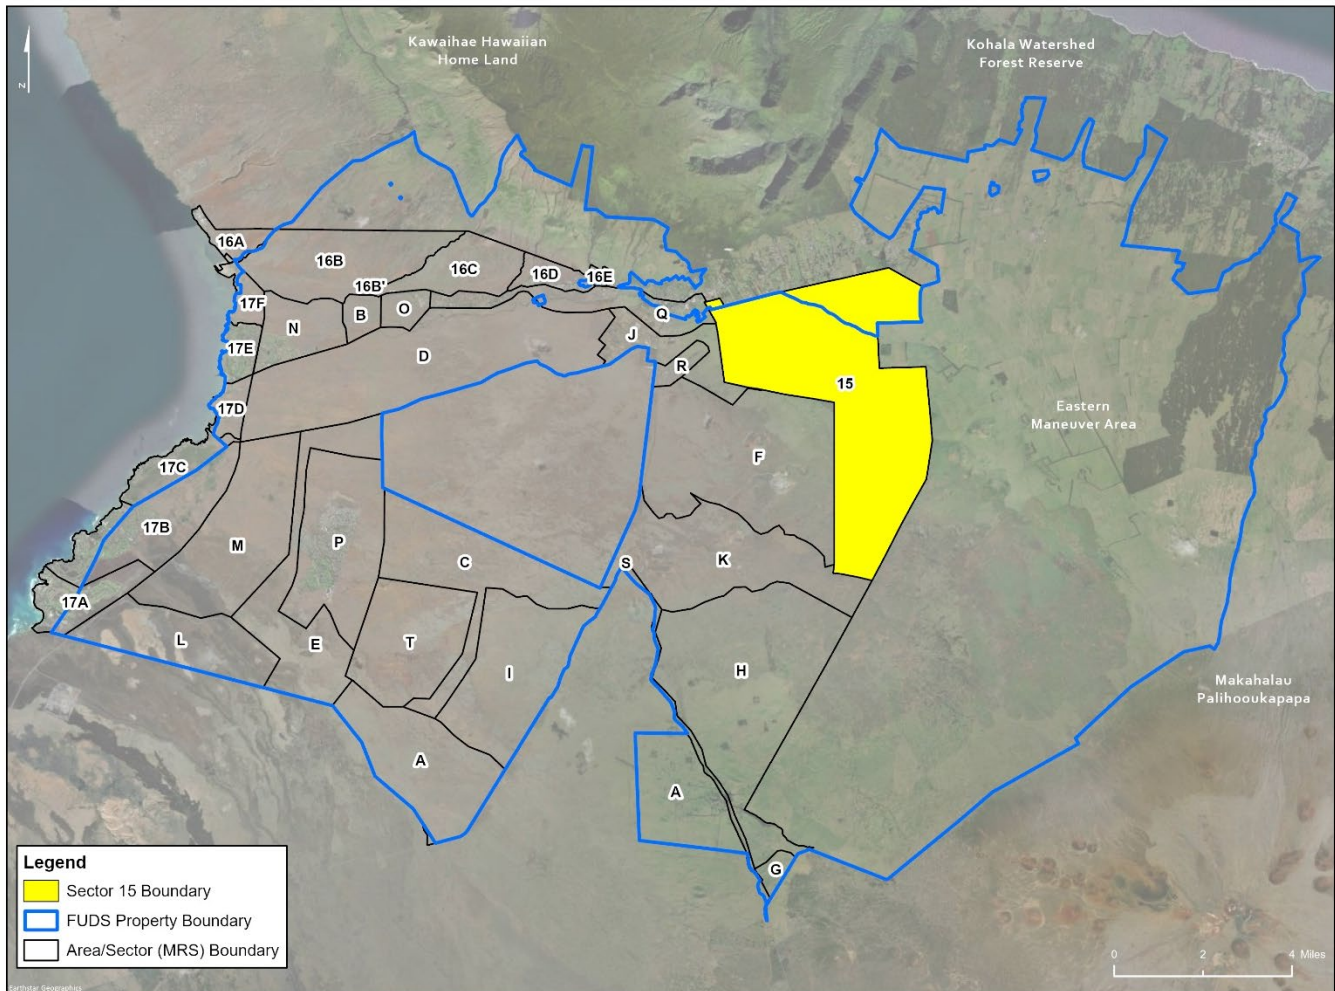 Kawaihae Hawaiian
Home Land
Kohala Watershed
Forest Reserve
N
16A
16B
16C
16D
16E
16B'
17F
N
B
O
Q
J
17E
D
R
15
17D
Eastern
Maneuver Area
17C
F
17B
M
P
C
S
K
17A
L
E
T
I
H
Makahalau
Palihooukapapa
A
A
G
Legend
Sector 15 Boundary
FUDS Property Boundary
Area/Sector (MRS) Boundary
0 2 4 Miles
Earthstar Geographics